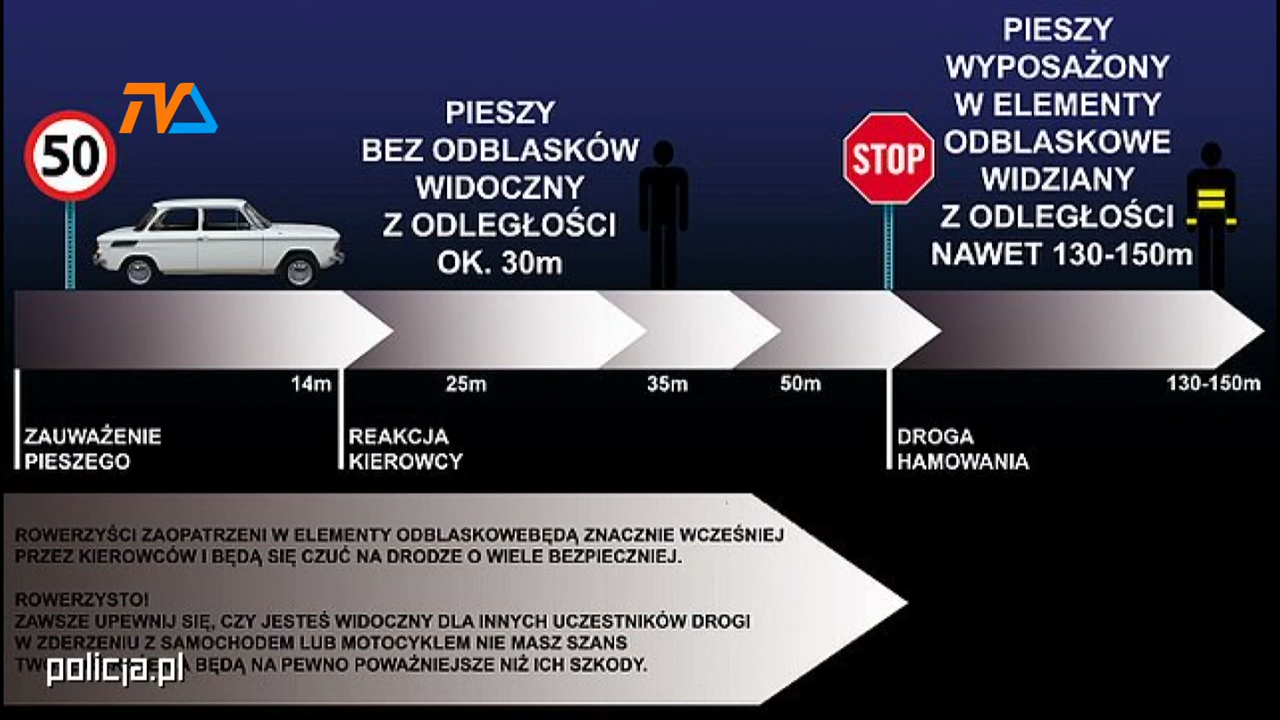 50
TVA
PIESZY
BEZ ODBLASKÓW
WIDOCZNY
Z ODLEGŁOŚCI
OK. 30m
STOP
PIESZY
WYPOSAŻONY
W ELEMENTY
ODBLASKOWE
WIDZIANY
Z ODLEGŁOŚCI
NAWET 130-150m
14m
25m
35m
50m
130-150m
ZAUWAŻENIE
PIESZEGO
REAKCJA
KIEROWCY
DROGA
HAMOWANIA
ROWERZYŚCI ZAOPATRZENI W ELEMENTY ODBLASKOWEBĘDĄ ZNACZNIE WCZEŚNIEJ
PRZEZ KIEROWCÓW I BĘDĄ SIĘ CZUĆ NA DRODZE O WIELE BEZPIECZNIEJ.
ROWERZYSTO!
ZAWSZE UPEWNIJ SIĘ, CZY JESTEŚ WIDOCZNY DLA INNYCH UCZESTNIKÓW DROGI
W ZDERZENIU Z SAMOCHODEM LUB MOTOCYKLEM NIE MASZ SZANS
BĘDĄ NA PEWNO POWAŻNIEJSZE NIŻ ICH SZKODY.
policja.pl